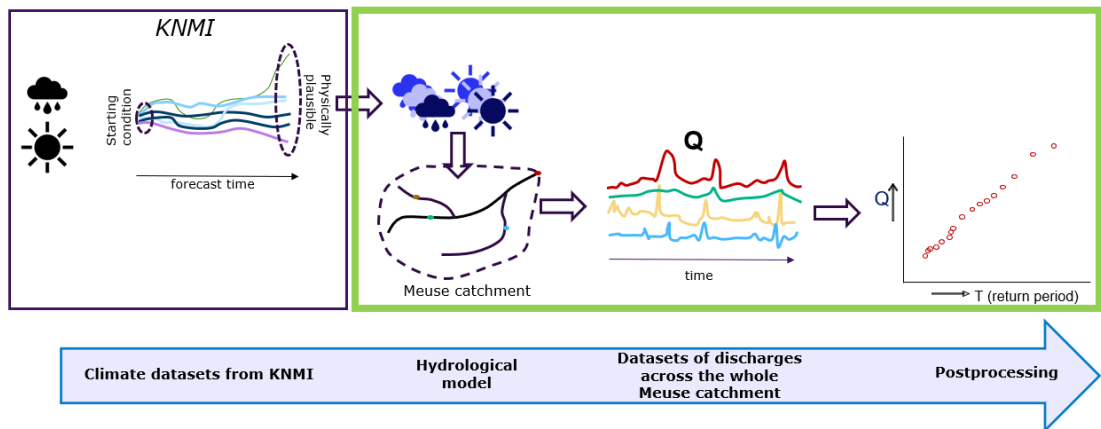 KNMI
Starting
condition
Physically
plausible
forecast time
Meuse catchment
Q
time
Q
T (return period)
Climate datasets from KNMI
Hydrological
model
Datasets of discharges
across the whole
Meuse catchment
Postprocessing